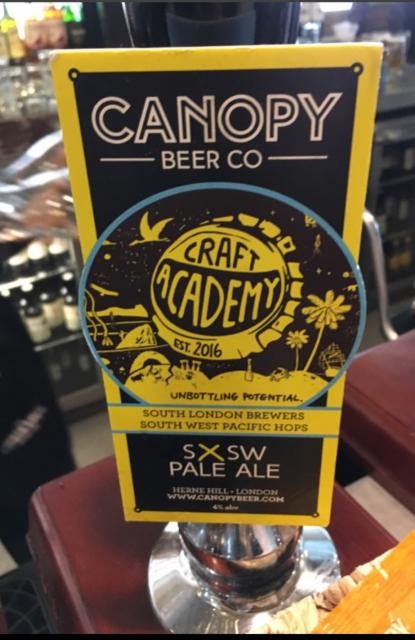 CANOPY
BEER CO
CRAFT
ACADEMY
EST. 2016
UNBOTTLING POTENTIAL.
SOUTH LONDON BREWERS
SOUTH WEST PACIFIC HOPS
SXSW
PALE ALE
HERNE HILL • LONDON
WWW.CANOPYBEER.COM
4% abv